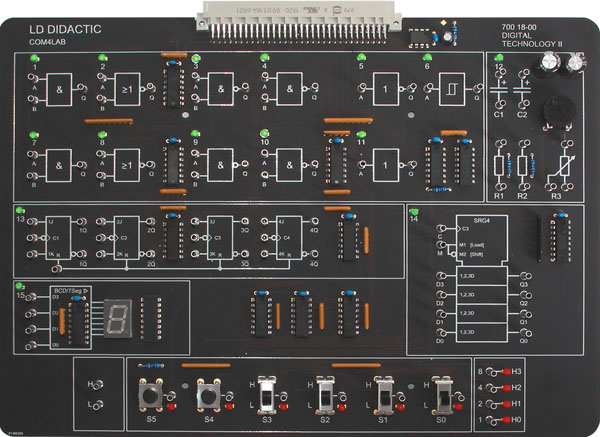 LD DIDACTIC
COM4LAB
700 18-00
DIGITAL
TECHNOLOGY II
1 2 3 4 5 6 12
A & Q A ≥1 Q A & Q A & Q A 1 Q A Q
B B B B
C1 C2
7 8 9 10 11
A & Q A ≥1 Q A & Q A & Q A 1 Q
B B B B
R1 R2 R3
13 14
1J 1Q 2J 2Q 3J 3Q 4J 4Q
C1 C2 C3 C4
1K R 1Q 2K R 2Q 3K R 3Q 4K R 4Q
SRG4
C C3
M M1 [Load]
M2 [Shift]
D3 1,2,3D Q3
D2 1,2,3D Q2
D1 1,2,3D Q1
D0 1,2,3D Q0
15 BCD/7Seg
D3
D2
D1
D0
H
L
H H H H
L L L L
S5 S4 S3 S2 S1 S0
8 H3
4 H2
2 H1
1 H0